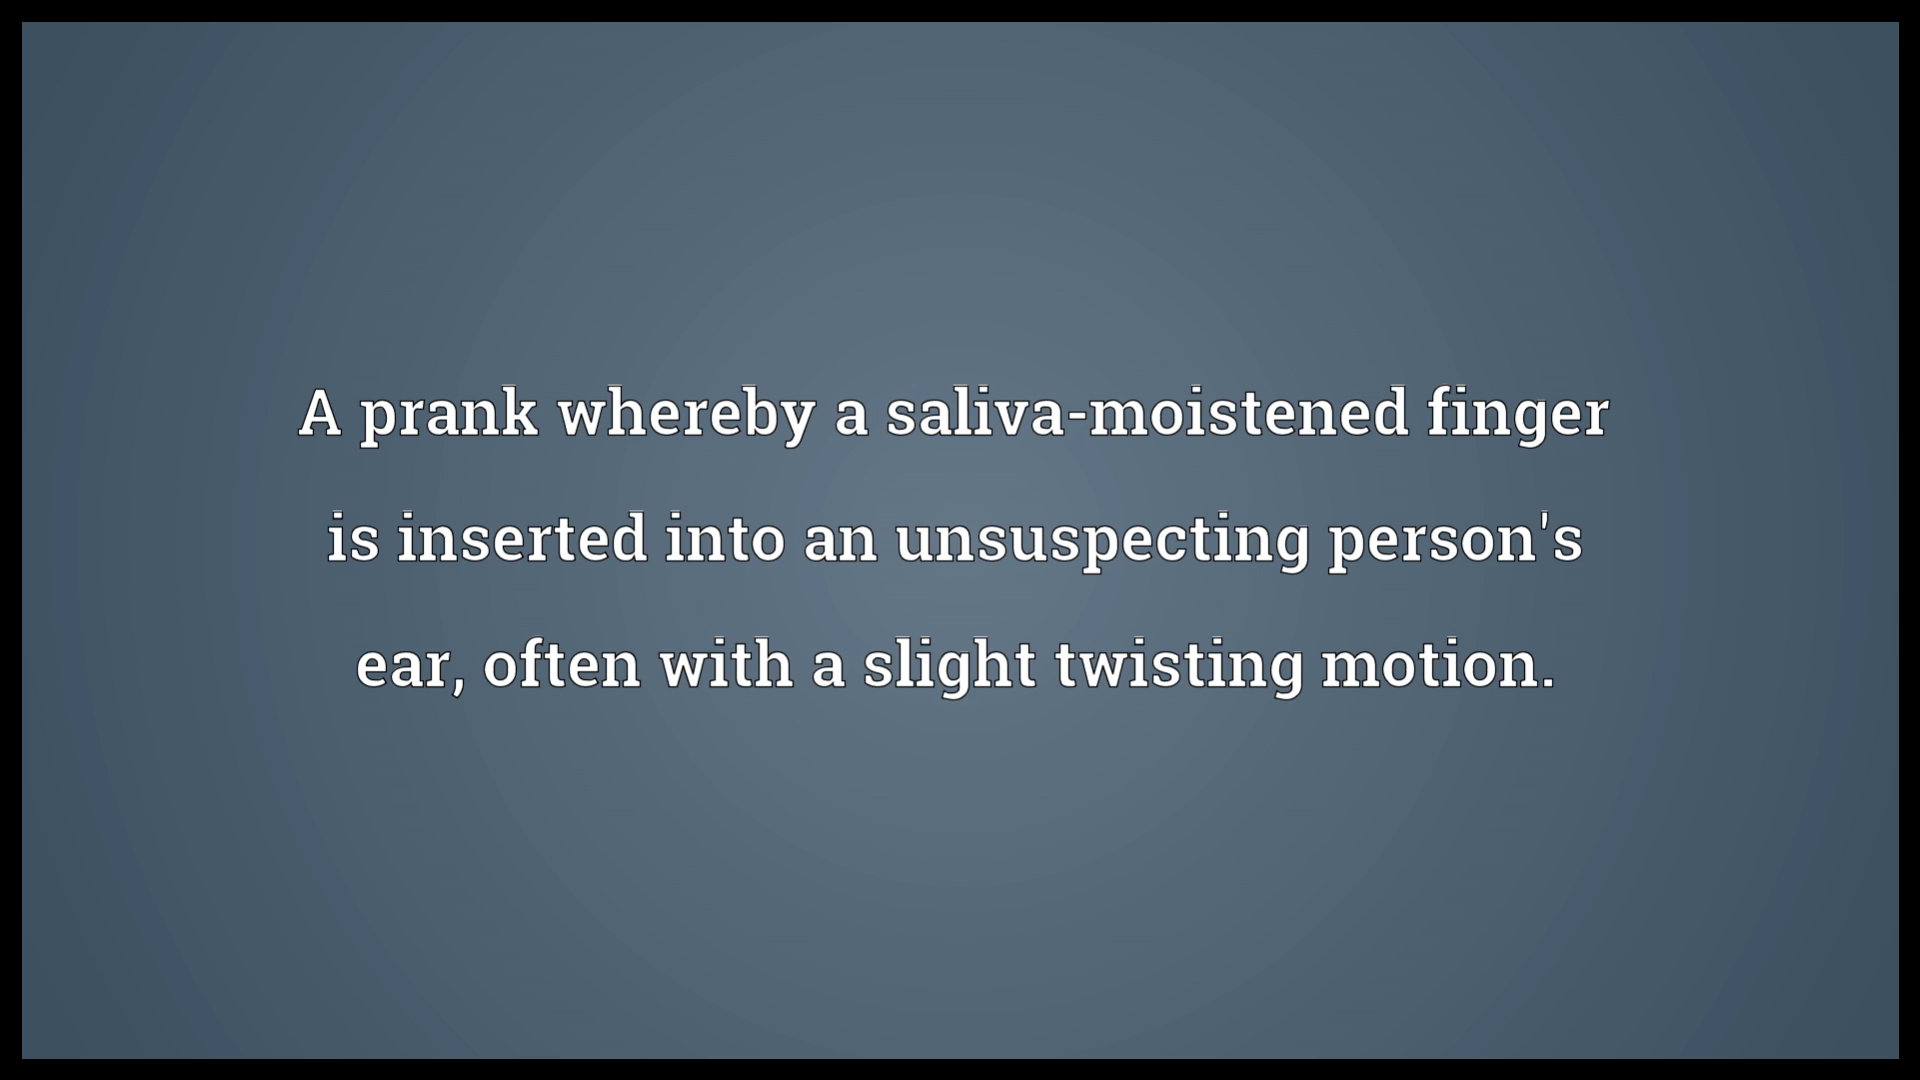 A prank whereby a saliva-moistened finger
is inserted into an unsuspecting person's
ear, often with a slight twisting motion.